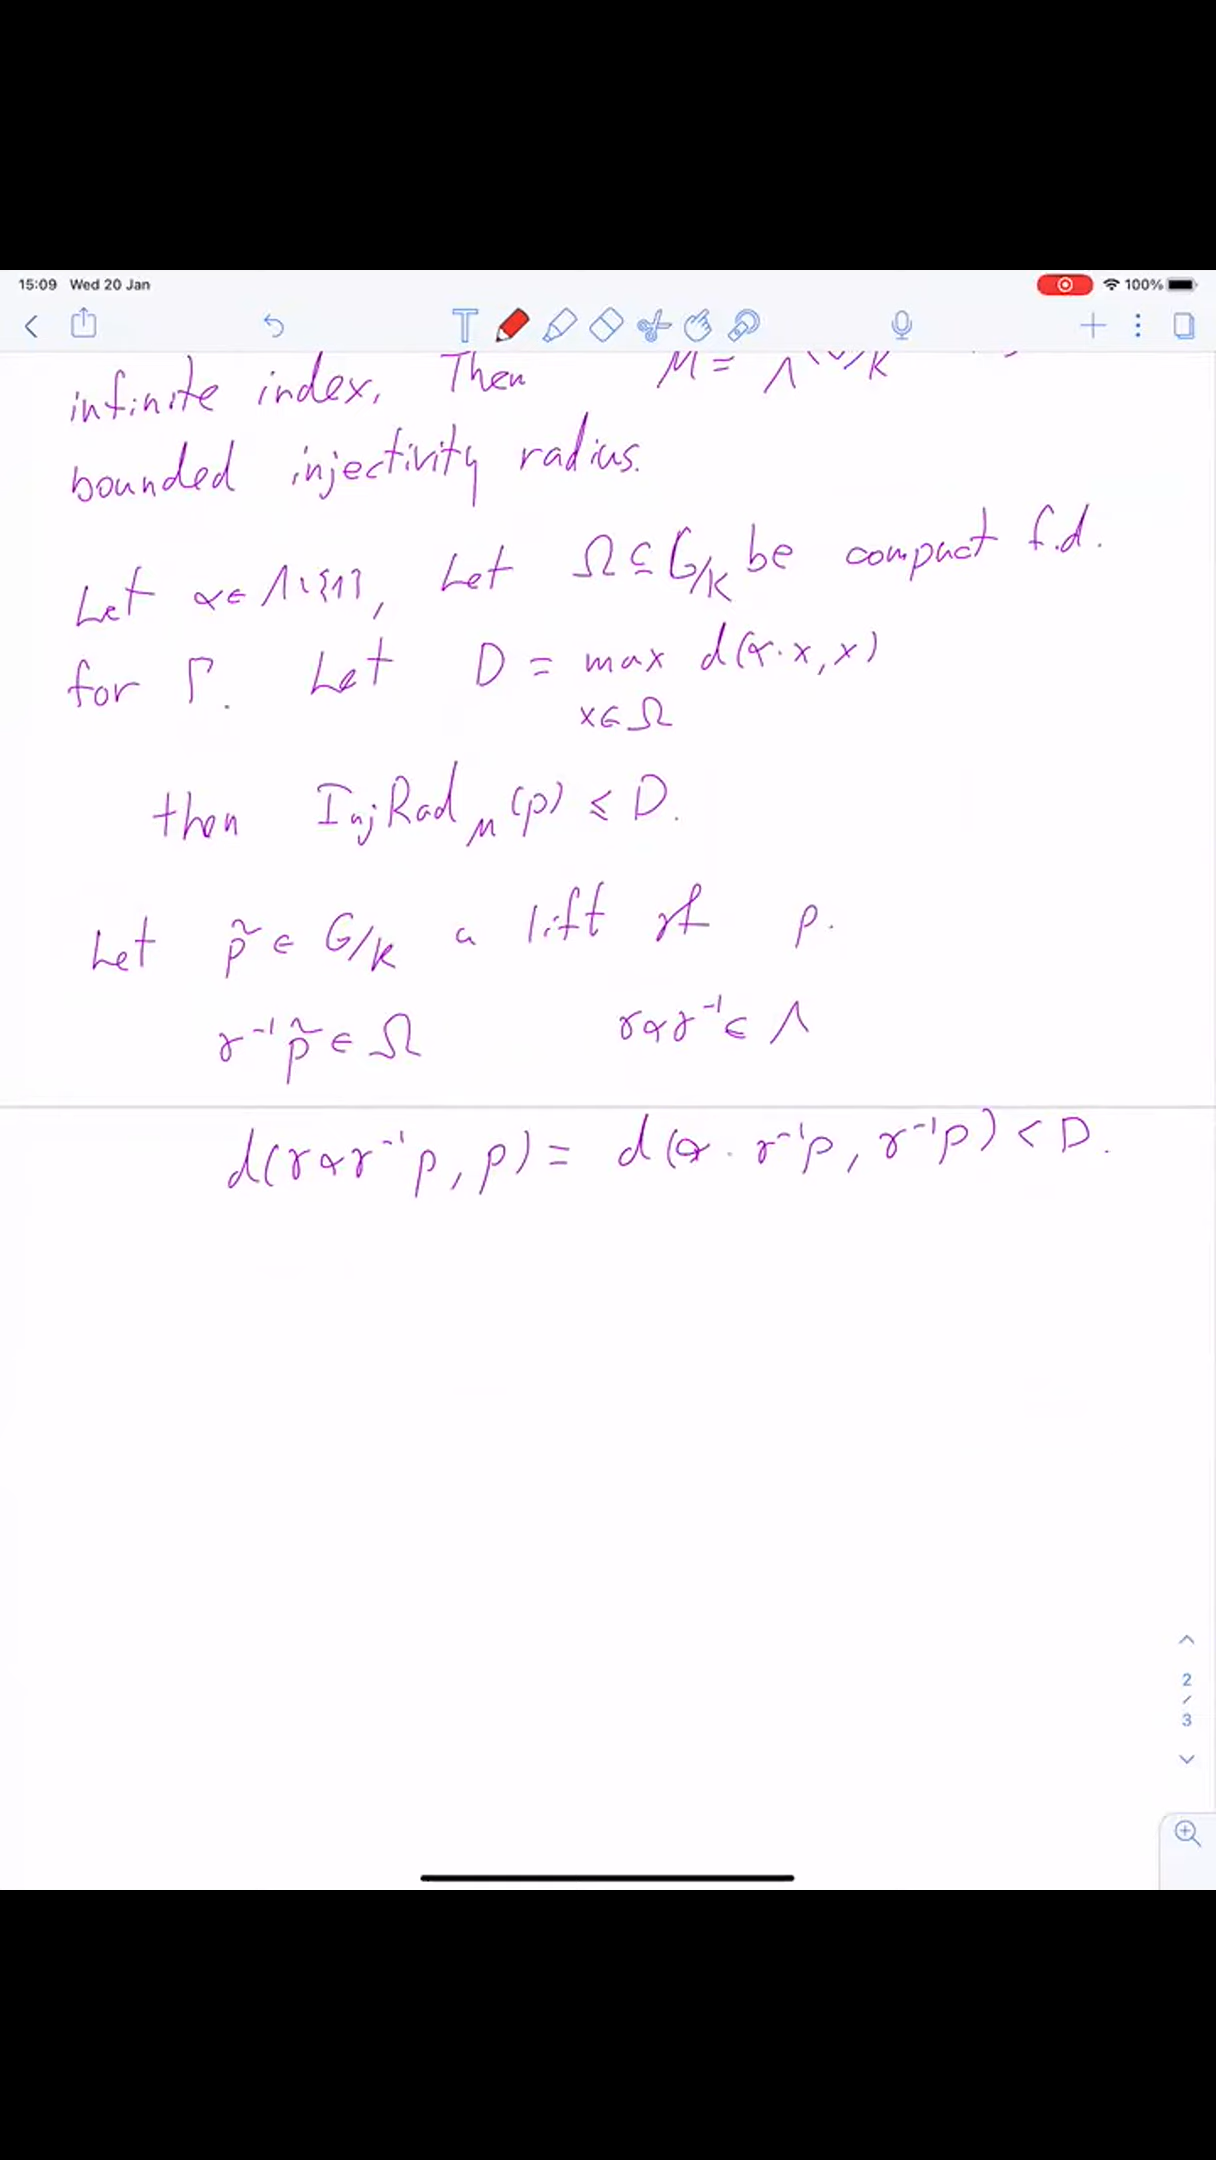 15:09 Wed 20 Jan 100%
infinite index, Then M = Λ\G/K
bounded injectivity radius.
Let α ∈ Λ\{1}, Let Ω ⊆ G/K be compact f.d.
for Γ. Let D = max d(α·x, x)
x∈Ω
then InjRad_M (p) ≤ D.
Let p̃ ∈ G/K a lift of p.
γ⁻¹p̃ ∈ Ω γαγ⁻¹ ∈ Λ
d(γαγ⁻¹p, p) = d(α·γ⁻¹p, γ⁻¹p) < D.
2
/
3